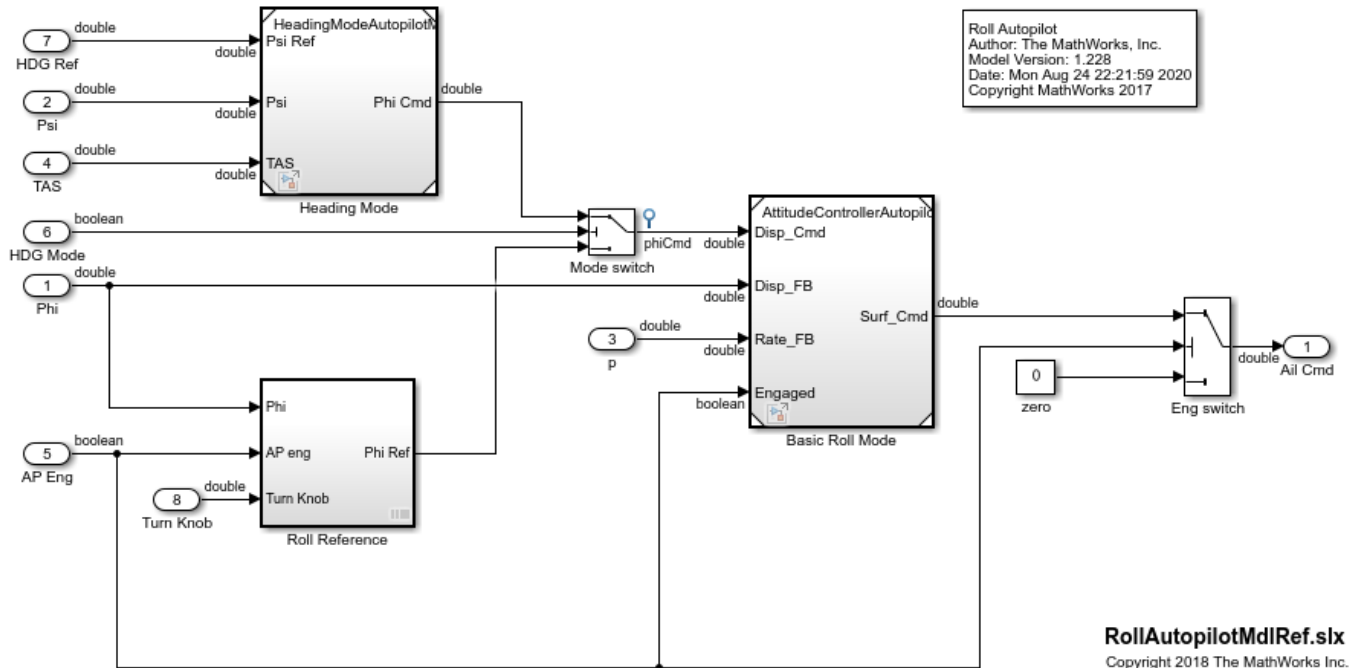 double
7
HDG Ref
double
HeadingModeAutopilotM
Psi Ref
double
2
Psi
double
Psi
double
Phi Cmd
double
4
TAS
double
TAS
Heading Mode
Roll Autopilot
Author: The MathWorks, Inc.
Model Version: 1.228
Date: Mon Aug 24 22:21:59 2020
Copyright MathWorks 2017
boolean
6
HDG Mode
Mode switch
phiCmd
double
AttitudeControllerAutopilo
Disp_Cmd
double
1
Phi
double
Disp_FB
double
3
p
double
Rate_FB
Surf_Cmd
double
boolean
Engaged
Basic Roll Mode
0
zero
Eng switch
double
1
Ail Cmd
Phi
boolean
5
AP Eng
AP eng
Phi Ref
double
8
Turn Knob
Turn Knob
Roll Reference
RollAutopilotMdlRef.slx
Copyright 2018 The MathWorks Inc.